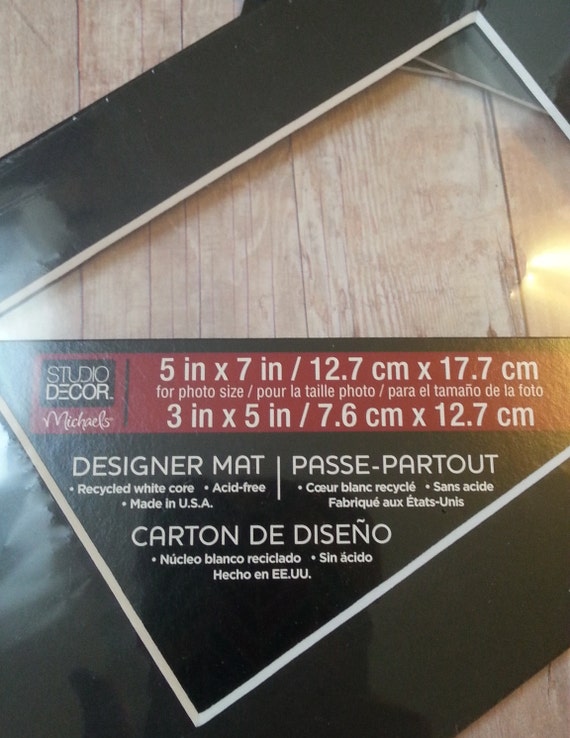 STUDIO
DECOR.
Michaels™
5 in x 7 in / 12.7 cm x 17.7 cm
for photo size / pour la taille photo / para el tamaño de la foto
3 in x 5 in / 7.6 cm x 12.7 cm
DESIGNER MAT
• Recycled white core • Acid-free
• Made in U.S.A.
PASSE-PARTOUT
• Cœur blanc recyclé • Sans acide
Fabriqué aux États-Unis
CARTON DE DISEÑO
• Núcleo blanco reciclado • Sin ácido
Hecho en EE.UU.